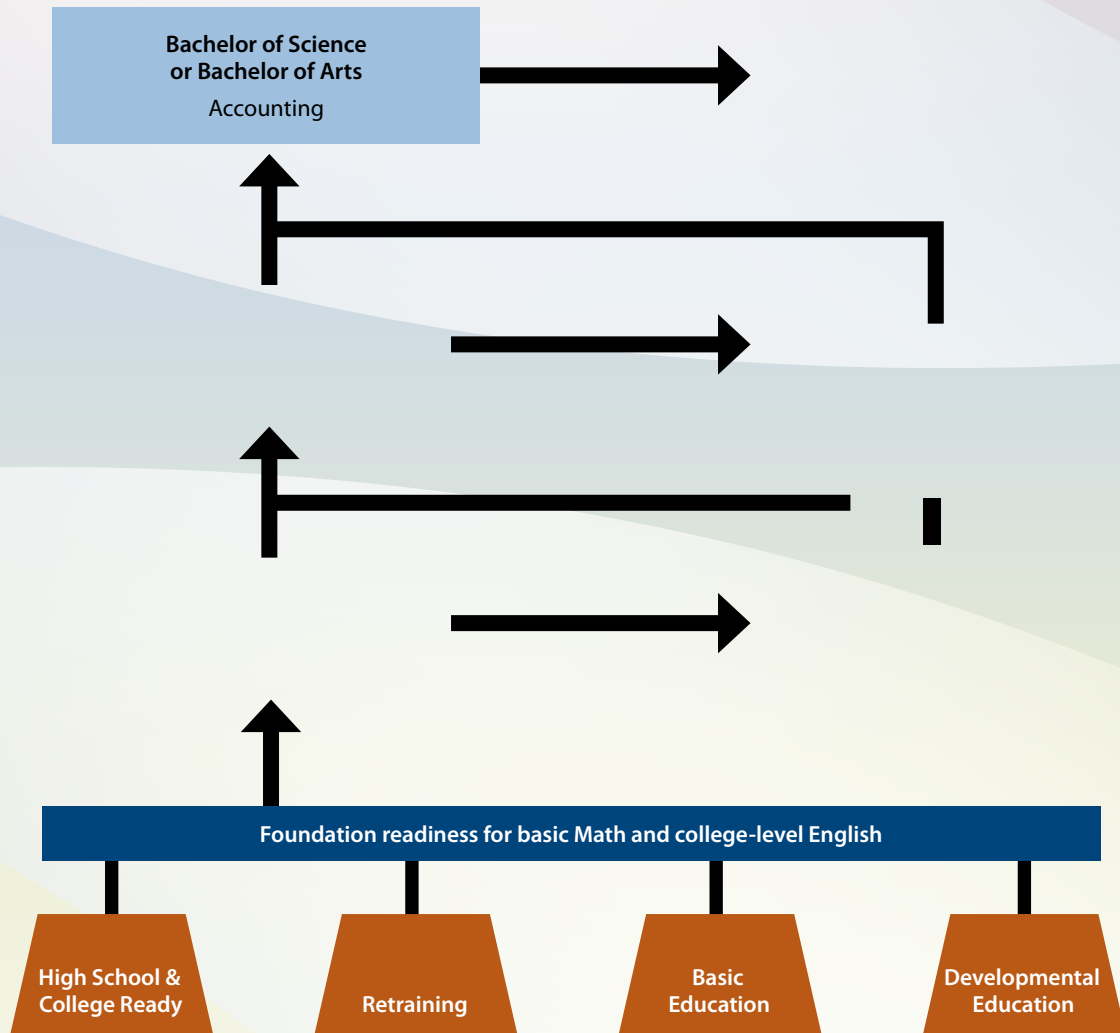 Bachelor of Science
or Bachelor of Arts
Accounting
Foundation readiness for basic Math and college-level English
High School &
College Ready
Retraining
Basic
Education
Developmental
Education